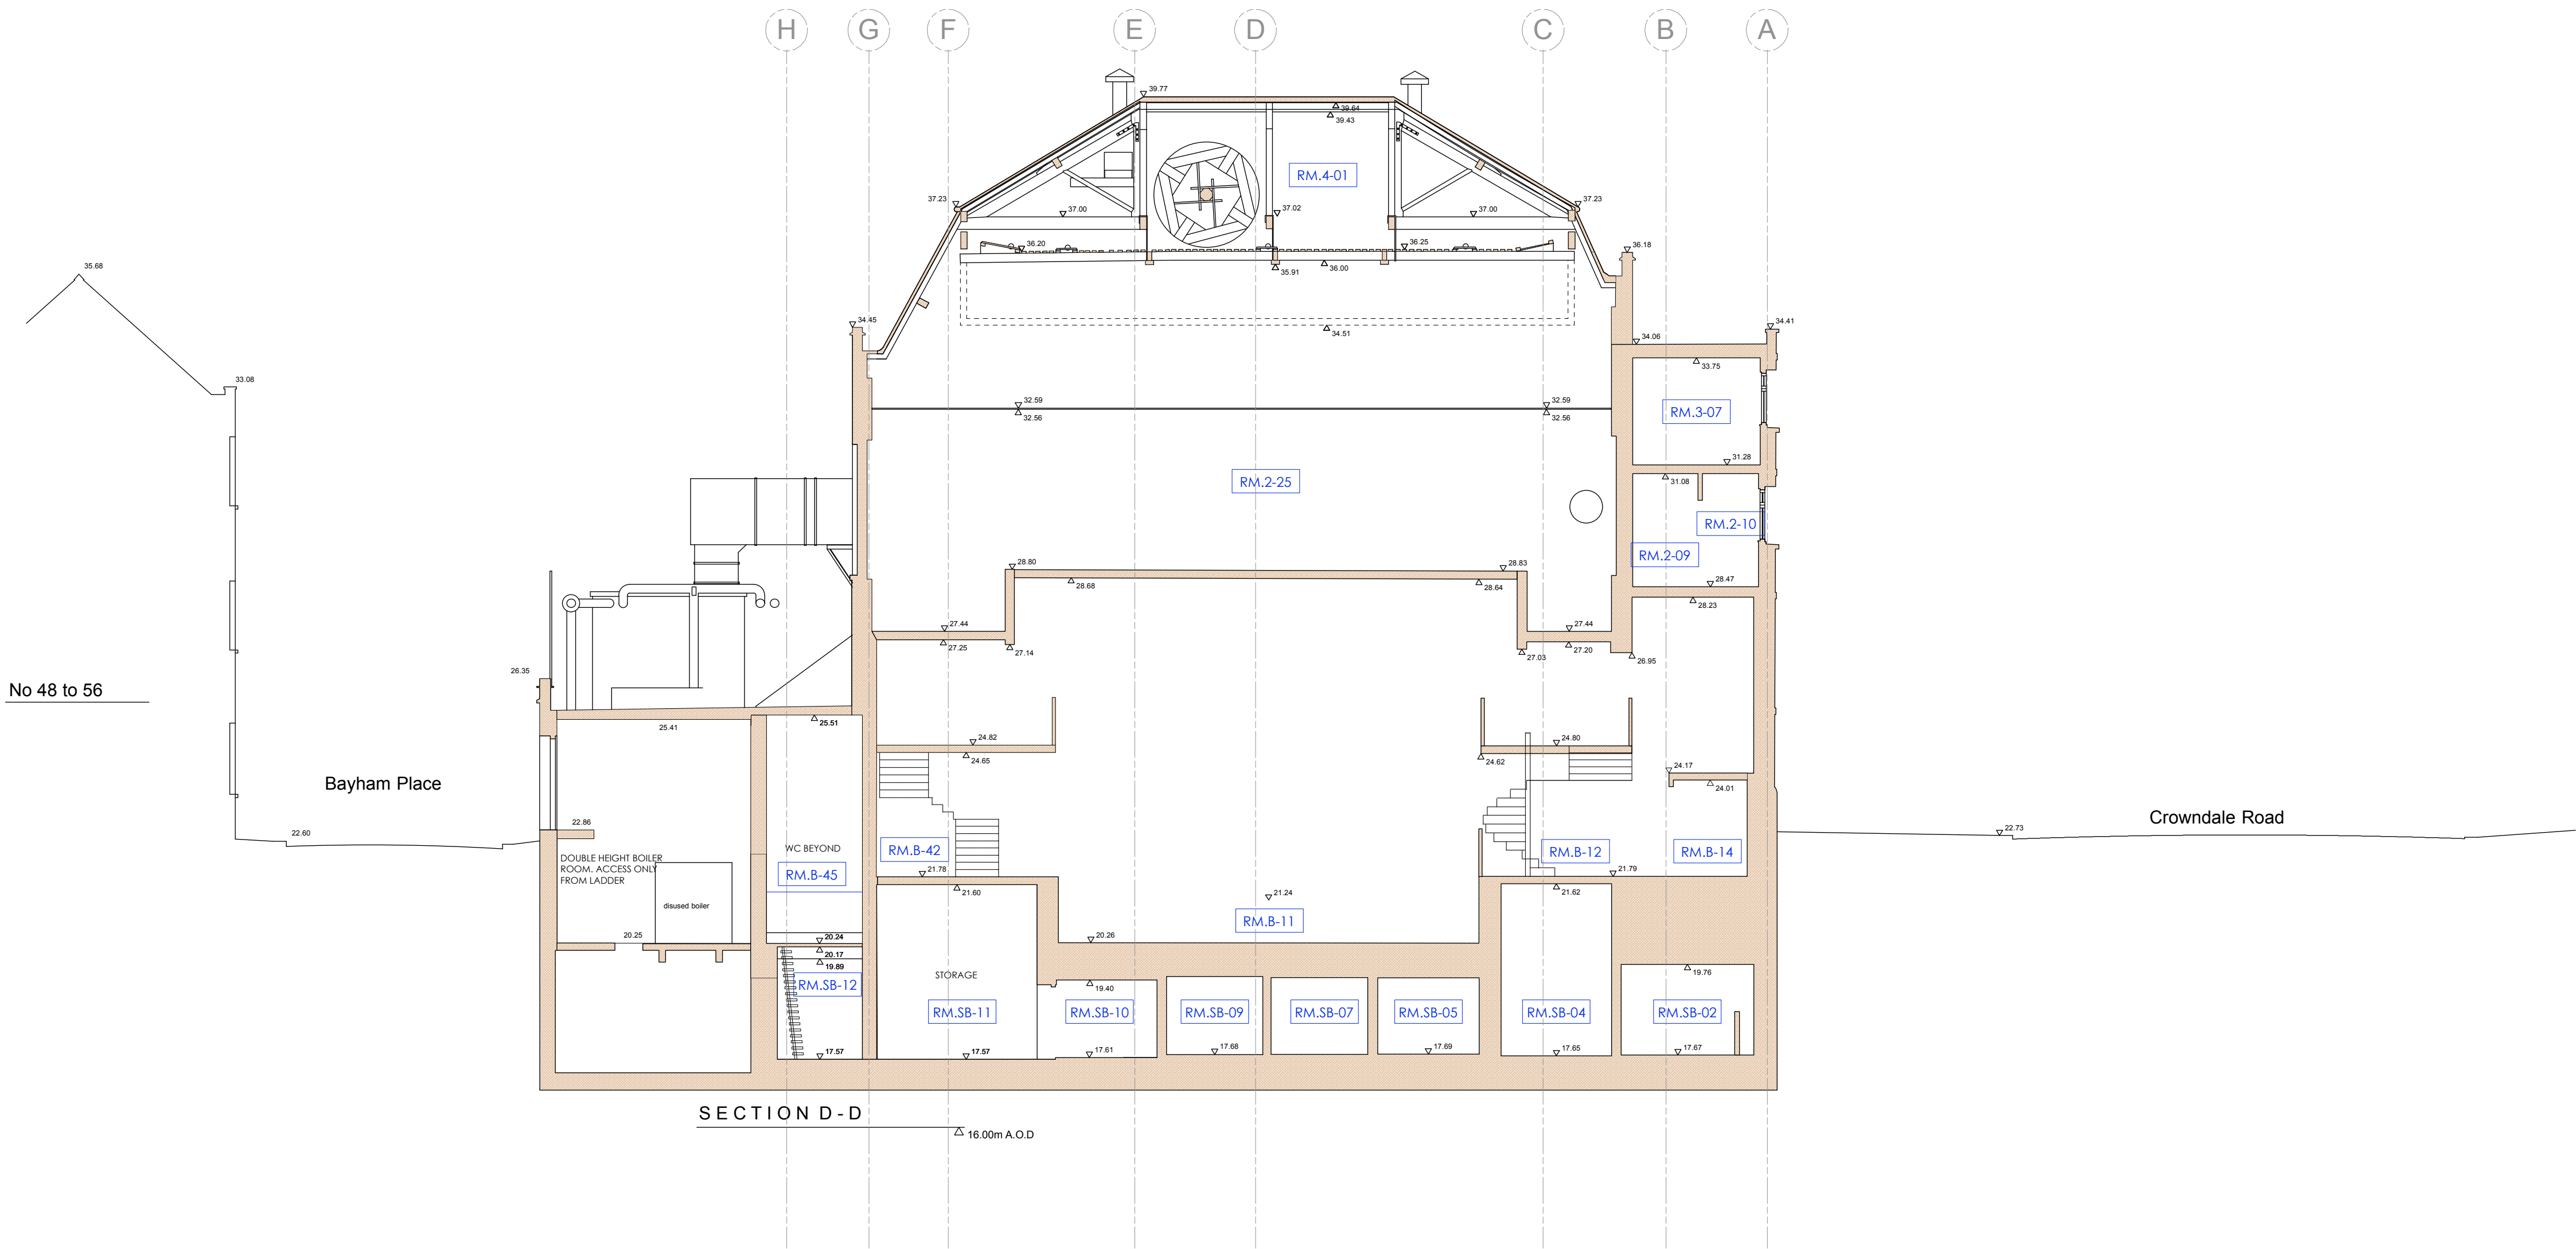 H G F E D C B A
39.77
39.64
39.43
RM.4-01
37.23
37.00
37.02
37.00
37.23
36.20
36.25
36.18
35.91
36.00
35.68
34.51
34.45
34.41
34.06
33.75
33.08
32.59
32.56
32.59
32.56
RM.3-07
31.28
RM.2-25
31.08
RM.2-10
RM.2-09
28.80
28.83
28.68
28.64
28.47
28.23
27.44
27.44
27.25
27.14
27.03
27.20
26.95
26.35
No 48 to 56
25.41
25.51
24.82
24.80
24.65
24.62
24.17
24.01
Bayham Place
Crowndale Road
22.60
22.86
22.73
DOUBLE HEIGHT BOILER
ROOM. ACCESS ONLY
FROM LADDER
WC BEYOND
RM.B-45
RM.B-42
RM.B-12
RM.B-14
21.78
21.79
21.60
21.62
disused boiler
21.24
RM.B-11
20.25
20.24
20.26
20.17
19.89
19.76
STORAGE
19.40
RM.SB-12
RM.SB-11
RM.SB-10
RM.SB-09
RM.SB-07
RM.SB-05
RM.SB-04
RM.SB-02
17.57
17.57
17.61
17.68
17.69
17.65
17.67
SECTION D-D
16.00m A.O.D